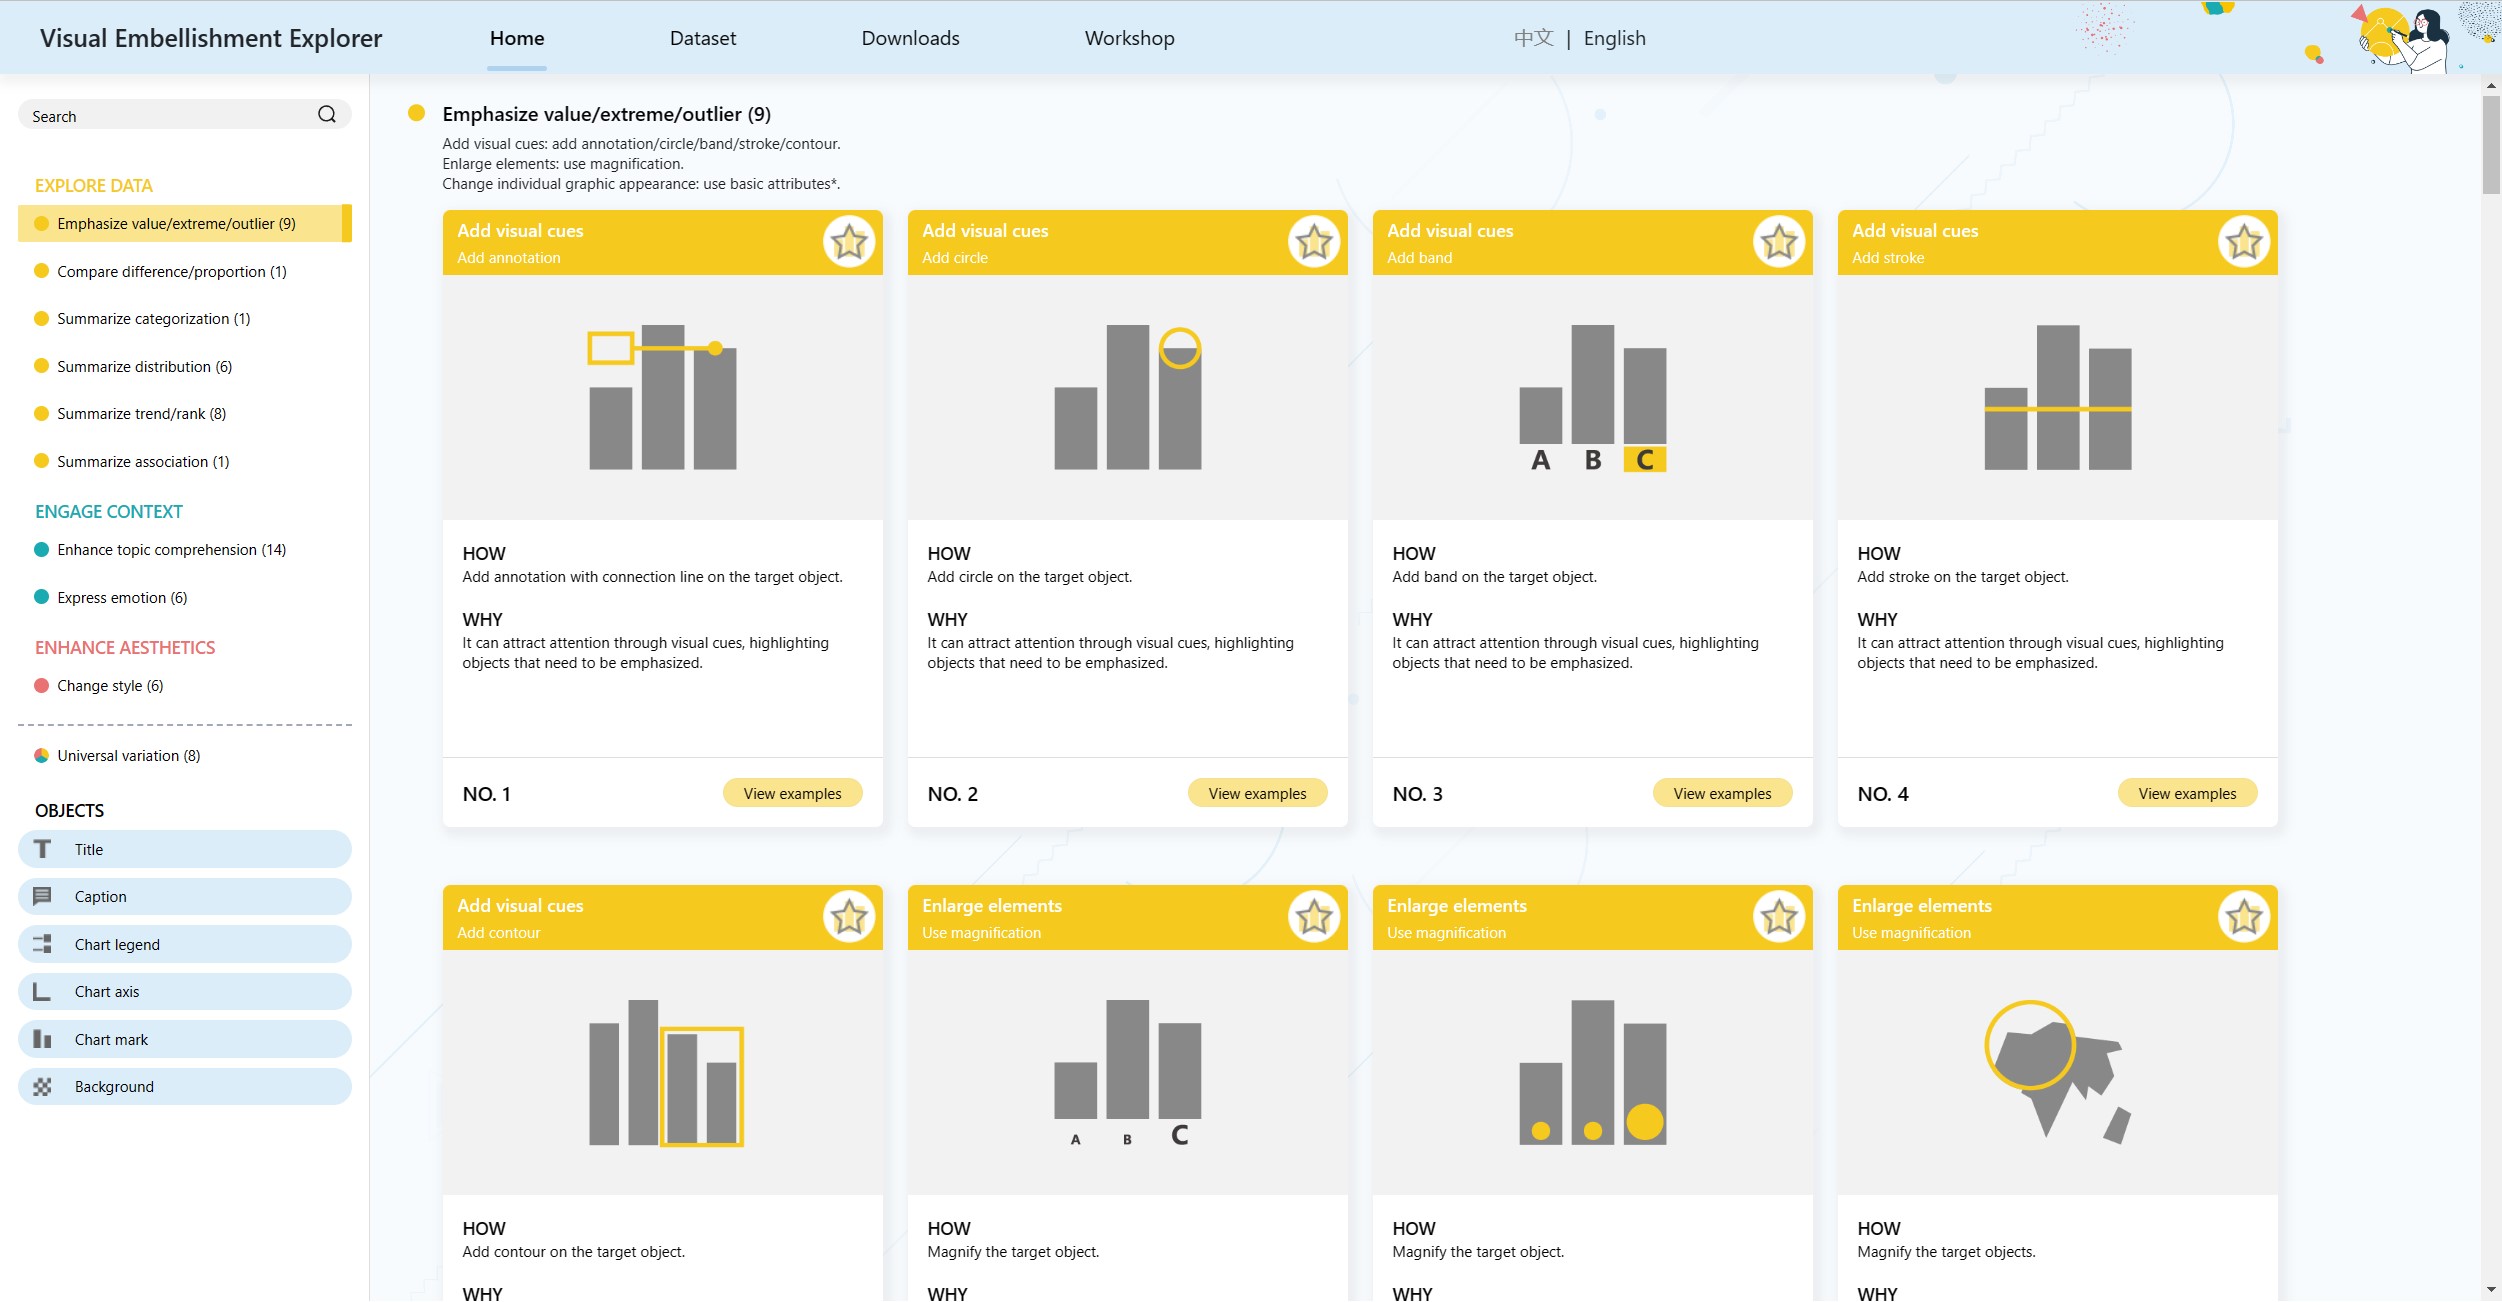 Visual Embellishment Explorer
Home
Dataset
Downloads
Workshop
中文 | English
Search
EXPLORE DATA
Emphasize value/extreme/outlier (9)
Compare difference/proportion (1)
Summarize categorization (1)
Summarize distribution (6)
Summarize trend/rank (8)
Summarize association (1)
ENGAGE CONTEXT
Enhance topic comprehension (14)
Express emotion (6)
ENHANCE AESTHETICS
Change style (6)
Universal variation (8)
OBJECTS
Title
Caption
Chart legend
Chart axis
Chart mark
Background
Emphasize value/extreme/outlier (9)
Add visual cues: add annotation/circle/band/stroke/contour.
Enlarge elements: use magnification.
Change individual graphic appearance: use basic attributes*.
Add visual cues
Add annotation
HOW
Add annotation with connection line on the target object.
WHY
It can attract attention through visual cues, highlighting
objects that need to be emphasized.
NO. 1
View examples
Add visual cues
Add circle
HOW
Add circle on the target object.
WHY
It can attract attention through visual cues, highlighting
objects that need to be emphasized.
NO. 2
View examples
Add visual cues
Add band
A B C
HOW
Add band on the target object.
WHY
It can attract attention through visual cues, highlighting
objects that need to be emphasized.
NO. 3
View examples
Add visual cues
Add stroke
HOW
Add stroke on the target object.
WHY
It can attract attention through visual cues, highlighting
objects that need to be emphasized.
NO. 4
View examples
Add visual cues
Add contour
HOW
Add contour on the target object.
WHY
Enlarge elements
Use magnification
A B C
HOW
Magnify the target object.
WHY
Enlarge elements
Use magnification
HOW
Magnify the target object.
WHY
Enlarge elements
Use magnification
HOW
Magnify the target objects.
WHY